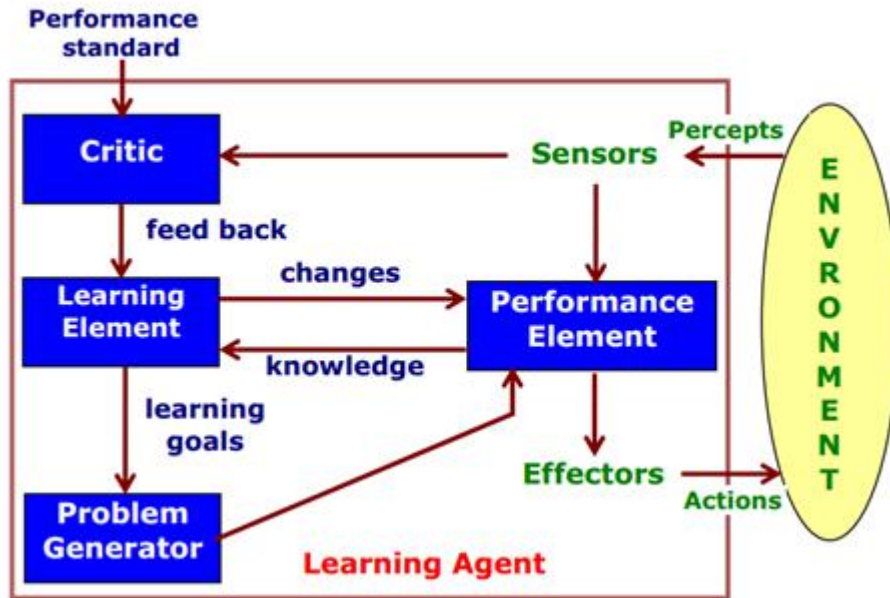 Performance
standard
Critic
Sensors
Percepts
feed back
changes
Learning
Element
Performance
Element
knowledge
learning
goals
Effectors
Actions
Problem
Generator
Learning Agent
E
N
V
R
O
N
M
E
N
T